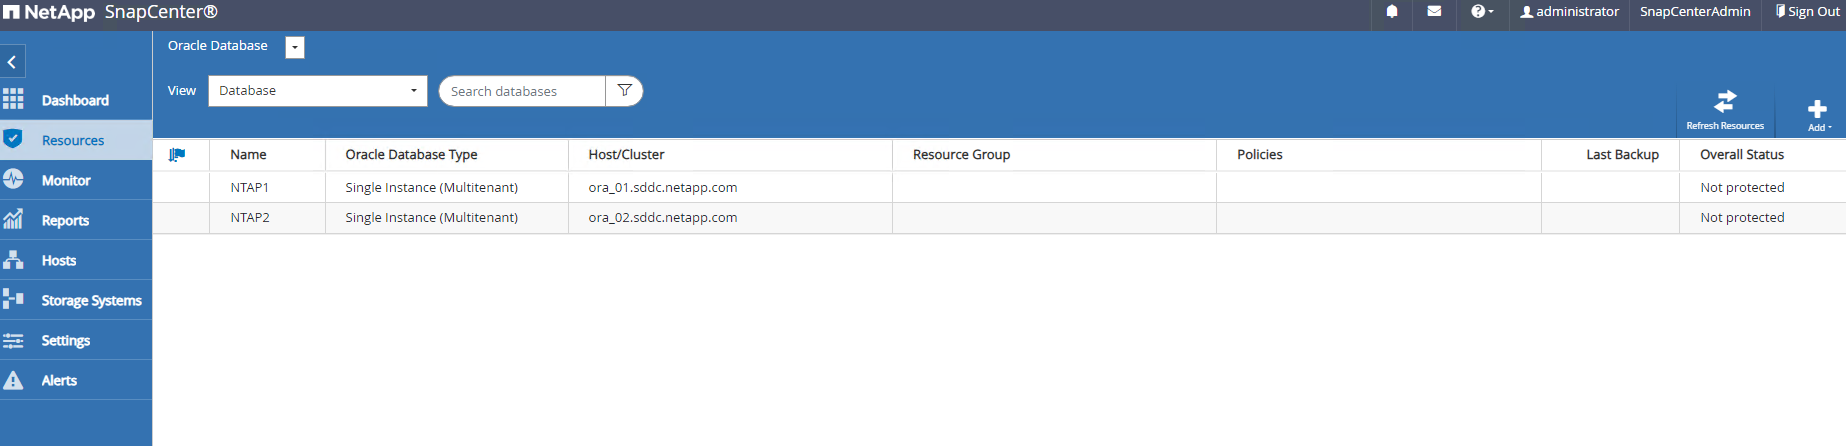 NetApp SnapCenter® administrator SnapCenterAdmin Sign Out
Oracle Database
View Database Search databases
Refresh Resources Add
Dashboard
Resources
Monitor
Reports
Hosts
Storage Systems
Settings
Alerts
Name Oracle Database Type Host/Cluster Resource Group Policies Last Backup Overall Status
NTAP1 Single Instance (Multitenant) ora_01.sddc.netapp.com Not protected
NTAP2 Single Instance (Multitenant) ora_02.sddc.netapp.com Not protected